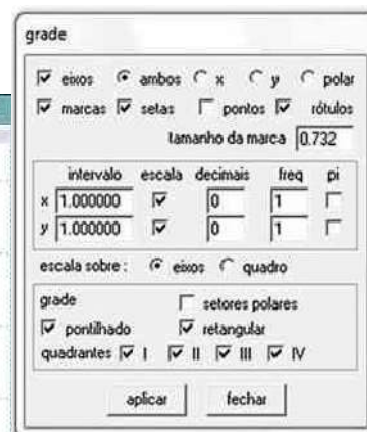 grade
eixos ambos x y polar
marcas setas pontos rótulos
tamanho da marca 0.732
intervalo escala decimais freq pi
x 1.000000 0 1
y 1.000000 0 1
escala sobre: eixos quadro
grade setores polares
pontilhado retangular
quadrantes I II III IV
aplicar fechar